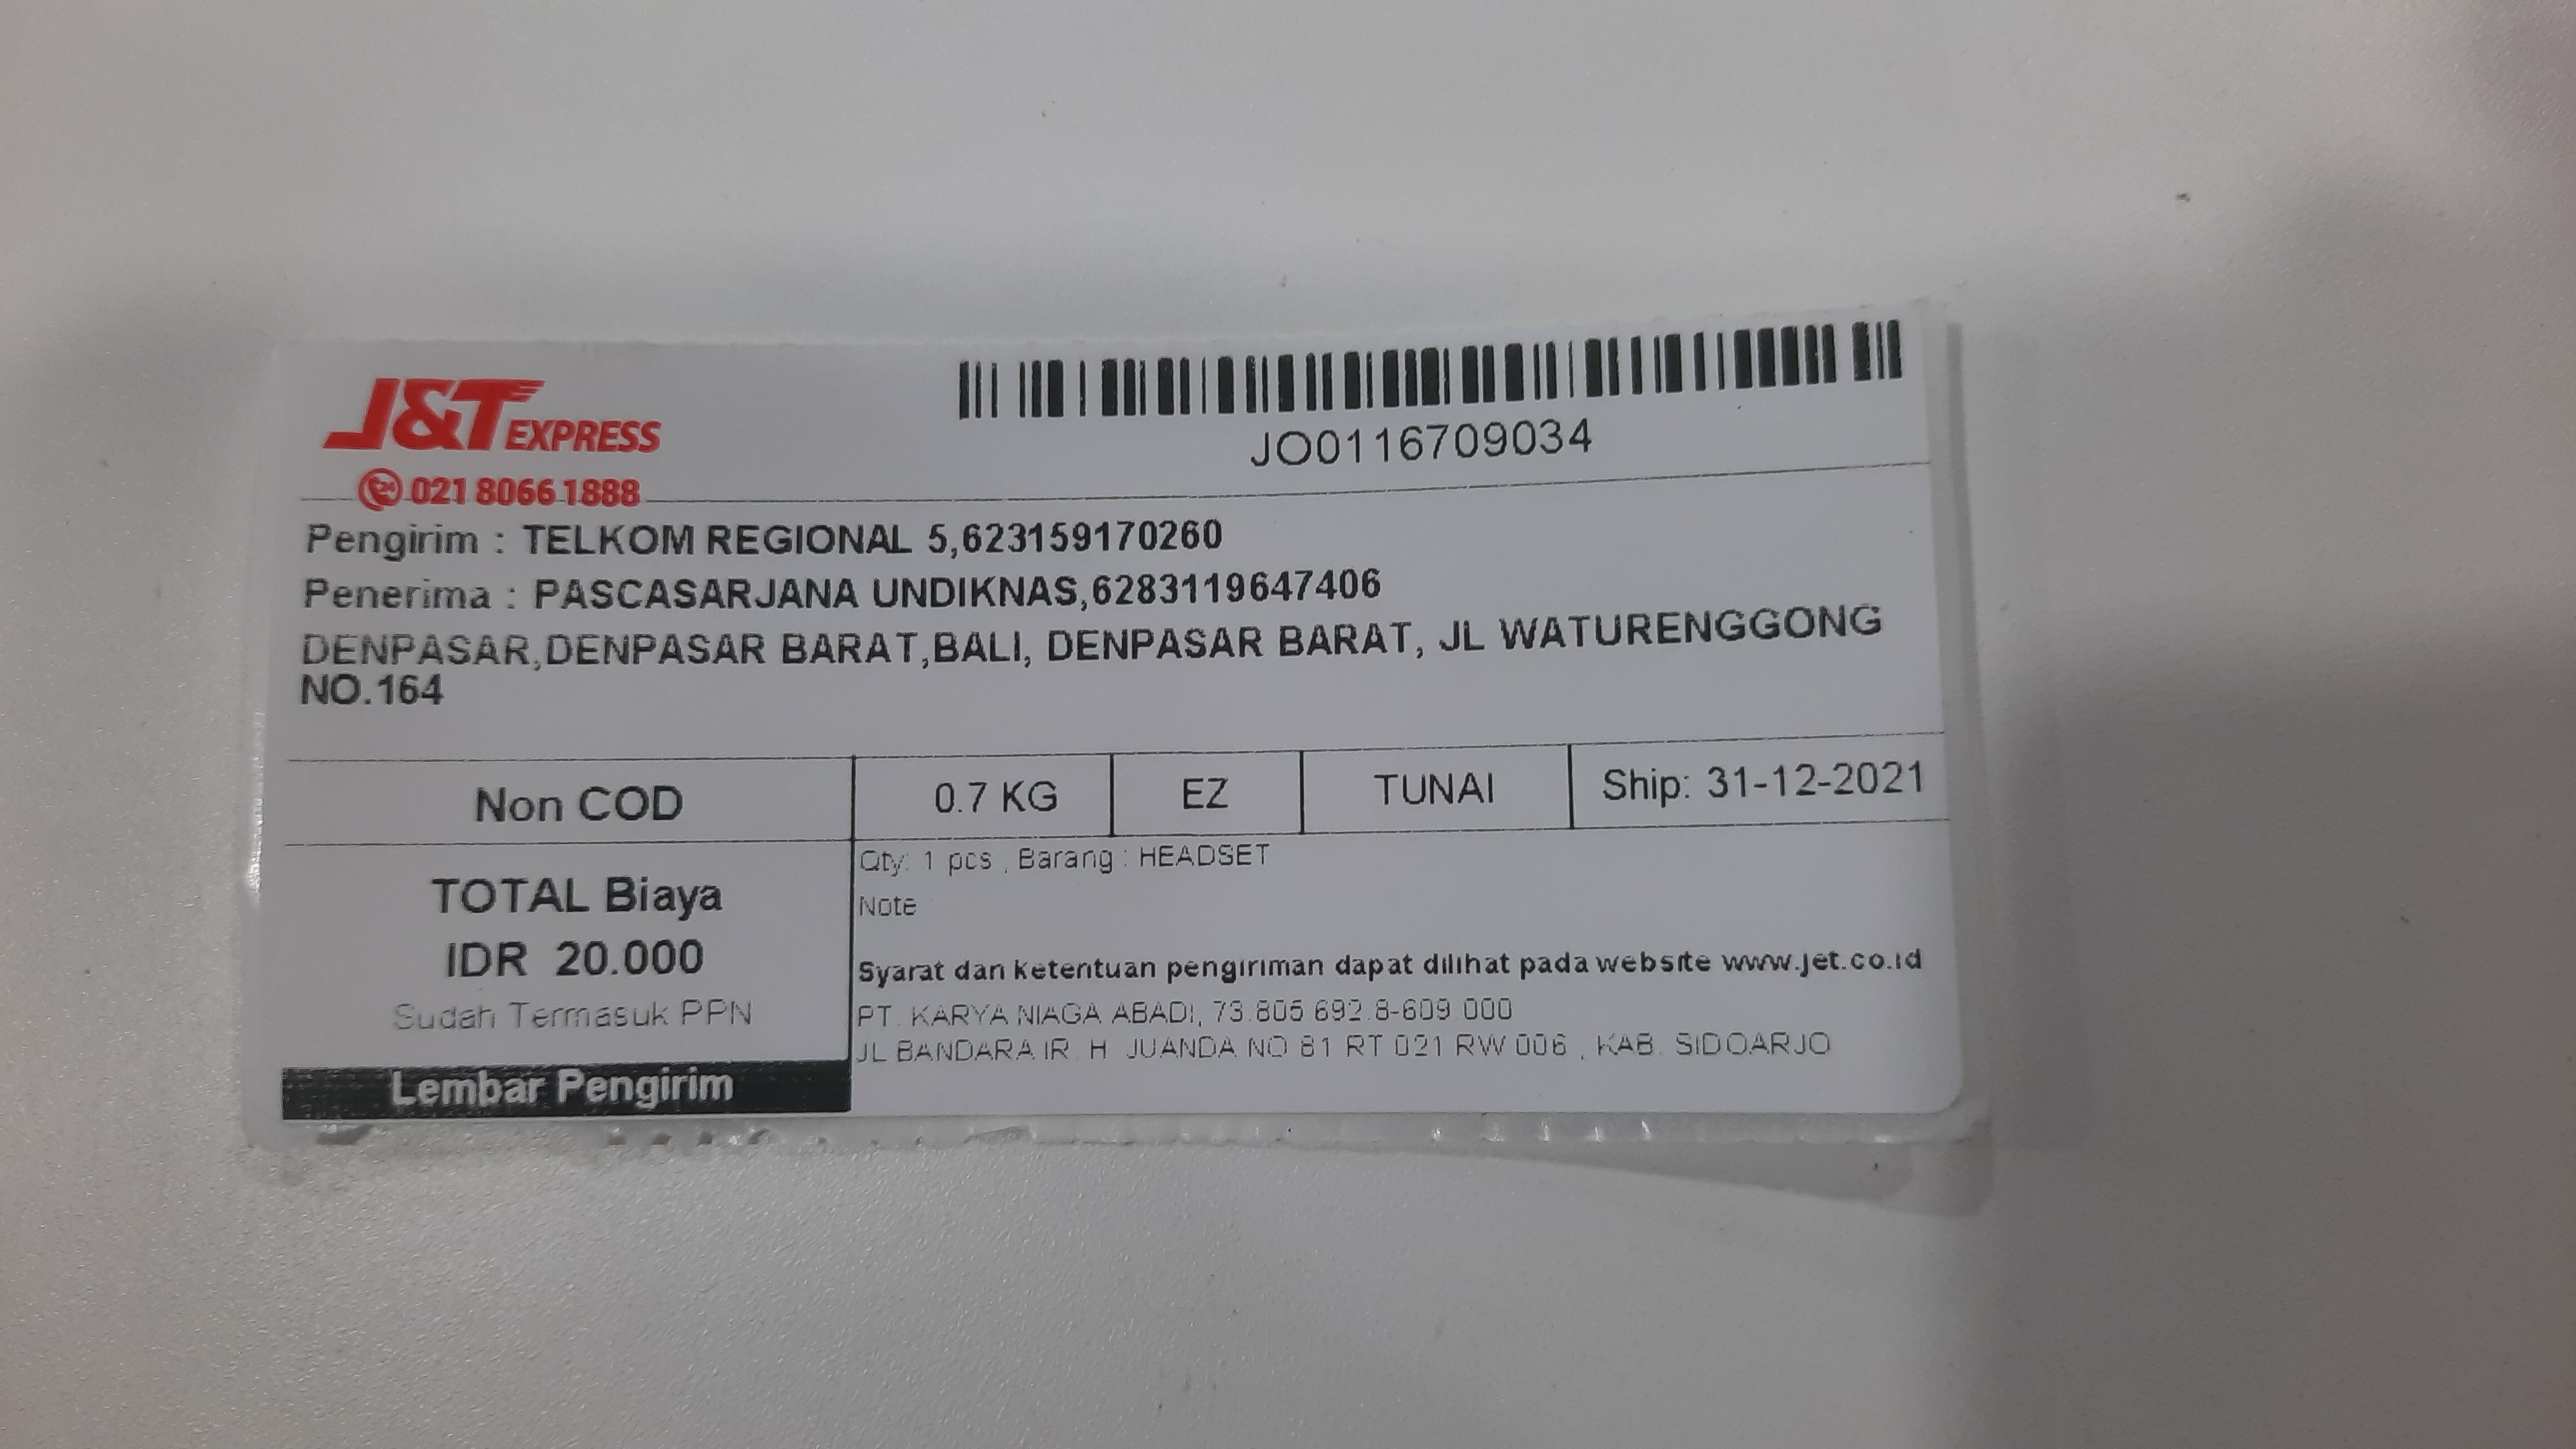 J&T EXPRESS
021 8066 1888
JO0116709034
Pengirim : TELKOM REGIONAL 5,623159170260
Penerima : PASCASARJANA UNDIKNAS,6283119647406
DENPASAR,DENPASAR BARAT,BALI, DENPASAR BARAT, JL WATURENGGONG
NO.164
Non COD 0.7 KG EZ TUNAI Ship: 31-12-2021
TOTAL Biaya
IDR 20.000
Sudah Termasuk PPN
Lembar Pengirim
Qty: 1 pcs , Barang : HEADSET
Note
Syarat dan ketentuan pengiriman dapat dilihat pada website www.jet.co.id
PT. KARYA NIAGA ABADI, 73.805.692.8-609.000
JL BANDARA IR H JUANDA NO 81 RT 021 RW 006 , KAB. SIDOARJO